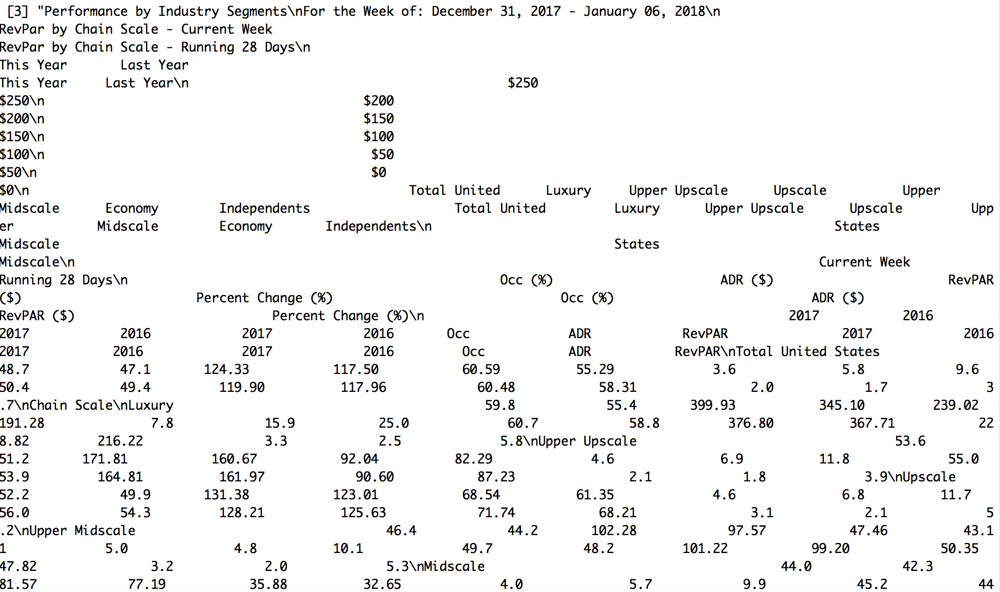 [3] "Performance by Industry Segments\nFor the Week of: December 31, 2017 - January 06, 2018\n
RevPar by Chain Scale - Current Week
RevPar by Chain Scale - Running 28 Days\n
This Year       Last Year
This Year     Last Year\n                                          $250
$250\n                                          $200
$200\n                                          $150
$150\n                                          $100
$100\n                                           $50
$50\n                                            $0
$0\n                                                  Total United      Luxury     Upper Upscale      Upscale          Upper
Midscale      Economy        Independents                   Total United         Luxury      Upper Upscale      Upscale         Upp
er           Midscale        Economy       Independents\n                                                     States
Midscale                                                                         States
Midscale\n                                                                                                  Current Week
Running 28 Days\n                                                 Occ (%)                      ADR ($)                       RevPAR
($)                       Percent Change (%)                              Occ (%)                          ADR ($)
RevPAR ($)                          Percent Change (%)\n                                                2017           2016
2017            2016            2017            2016       Occ             ADR            RevPAR               2017            2016
2017           2016             2017            2016         Occ           ADR           RevPAR\nTotal United States
48.7            47.1       124.33           117.50           60.59          55.29             3.6              5.8            9.6
50.4            49.4         119.90          117.96            60.48           58.31               2.0            1.7             3
.7\nChain Scale\nLuxury                                         59.8            55.4       399.93           345.10         239.02
191.28              7.8            15.9           25.0             60.7            58.8         376.80          367.71           22
8.82         216.22                3.3            2.5             5.8\nUpper Upscale                                  53.6
51.2       171.81           160.67           92.04          82.29             4.6              6.9          11.8             55.0
53.9         164.81          161.97            90.60           87.23               2.1            1.8             3.9\nUpscale
52.2            49.9       131.38           123.01           68.54          61.35             4.6              6.8          11.7
56.0            54.3         128.21          125.63            71.74           68.21               3.1            2.1             5
.2\nUpper Midscale                                 46.4            44.2       102.28            97.57           47.46          43.1
1             5.0              4.8          10.1             49.7            48.2         101.22           99.20            50.35
47.82               3.2            2.0             5.3\nMidscale                                       44.0            42.3
81.57            77.19           35.88           32.65             4.0              5.7            9.9            45.2           44